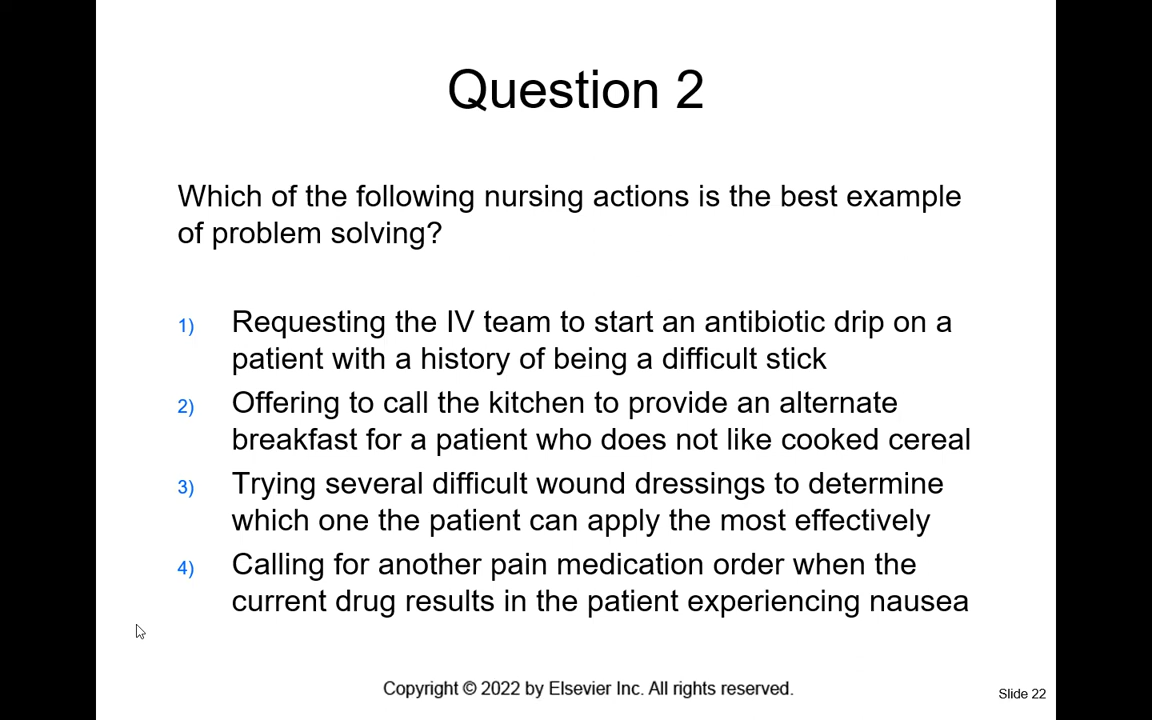 Question 2
Which of the following nursing actions is the best example
of problem solving?
1) Requesting the IV team to start an antibiotic drip on a
patient with a history of being a difficult stick
2) Offering to call the kitchen to provide an alternate
breakfast for a patient who does not like cooked cereal
3) Trying several difficult wound dressings to determine
which one the patient can apply the most effectively
4) Calling for another pain medication order when the
current drug results in the patient experiencing nausea
Copyright © 2022 by Elsevier Inc. All rights reserved.
Slide 22